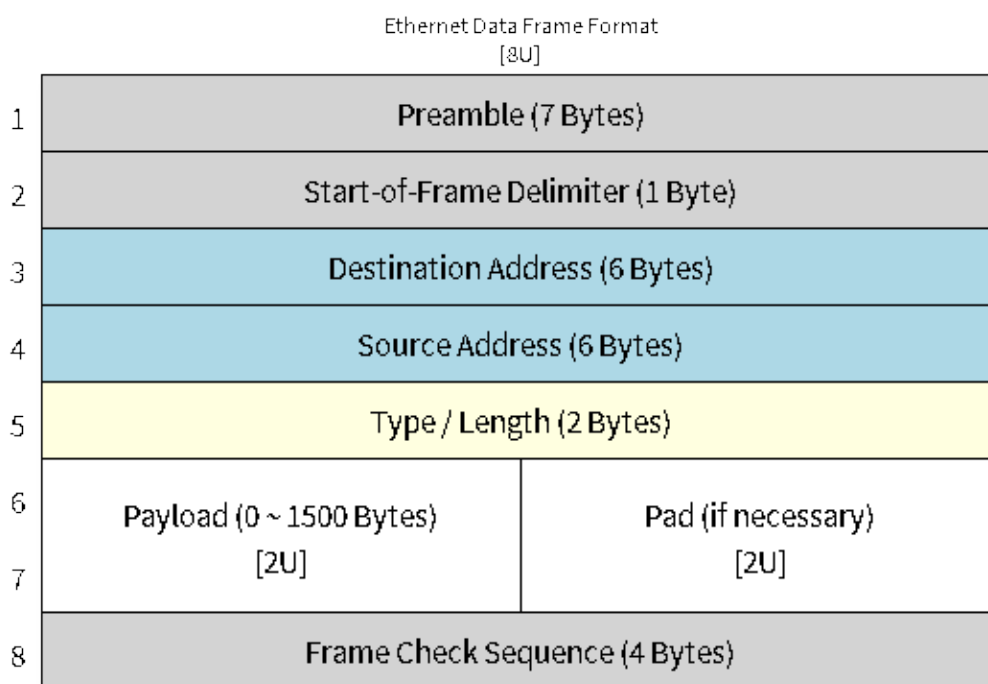 Ethernet Data Frame Format
[8U]
1
Preamble (7 Bytes)
2
Start-of-Frame Delimiter (1 Byte)
3
Destination Address (6 Bytes)
4
Source Address (6 Bytes)
5
Type / Length (2 Bytes)
6
Payload (0 ~ 1500 Bytes)
[2U]
Pad (if necessary)
[2U]
7
8
Frame Check Sequence (4 Bytes)